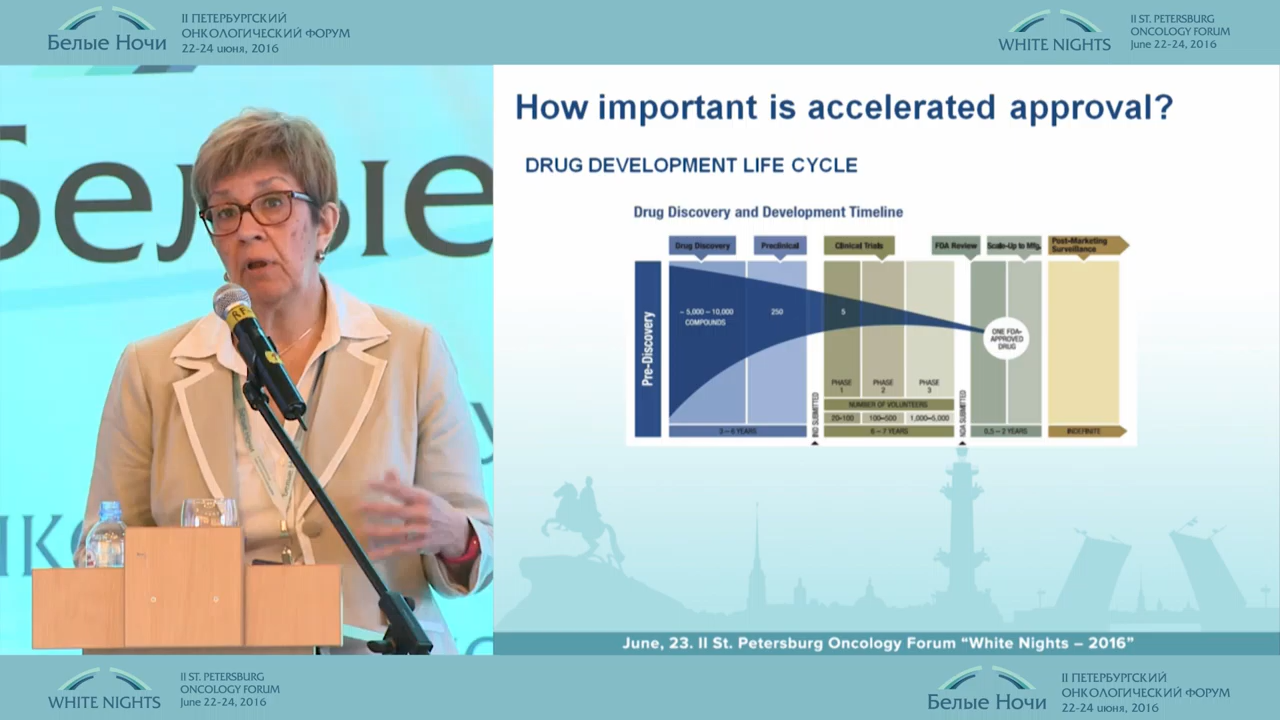 II ПЕТЕРБУРГСКИЙ
ОНКОЛОГИЧЕСКИЙ ФОРУМ
22-24 июня, 2016
Белые Ночи
WHITE NIGHTS
II ST. PETERSBURG
ONCOLOGY FORUM
June 22-24, 2016
Белые
How important is accelerated approval?
DRUG DEVELOPMENT LIFE CYCLE
Drug Discovery and Development Timeline
Drug Discovery
Preclinical
Clinical Trials
FDA Review
Scale-Up to Mfg.
Post-Marketing
Surveillance
Pre-Discovery
~ 5,000 – 10,000
COMPOUNDS
250
5
ONE FDA-
APPROVED
DRUG
PHASE
1
PHASE
2
PHASE
3
IND SUBMITTED
NDA SUBMITTED
NUMBER OF VOLUNTEERS
20–100
100–500
1,000–5,000
3 – 6 YEARS
6 – 7 YEARS
0.5 – 2 YEARS
INDEFINITE
June, 23. II St. Petersburg Oncology Forum “White Nights – 2016”
WHITE NIGHTS
II ST. PETERSBURG
ONCOLOGY FORUM
June 22-24, 2016
Белые Ночи
II ПЕТЕРБУРГСКИЙ
ОНКОЛОГИЧЕСКИЙ ФОРУМ
22-24 июня, 2016